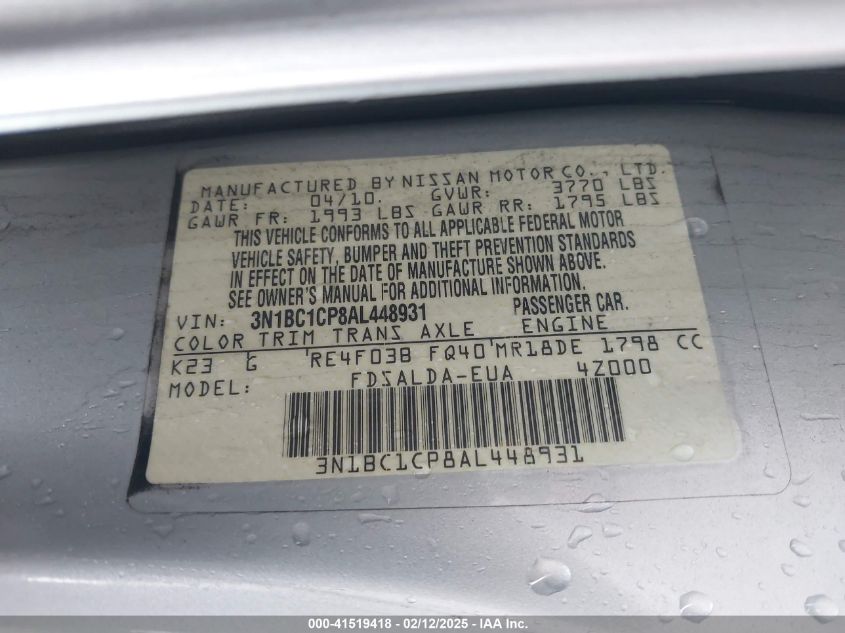 MANUFACTURED BY NISSAN MOTOR CO., LTD.
DATE: 04/10. GVWR: 3770 LBS
GAWR FR: 1993 LBS GAWR RR: 1795 LBS
THIS VEHICLE CONFORMS TO ALL APPLICABLE FEDERAL MOTOR
VEHICLE SAFETY, BUMPER AND THEFT PREVENTION STANDARDS
IN EFFECT ON THE DATE OF MANUFACTURE SHOWN ABOVE.
SEE OWNER'S MANUAL FOR ADDITIONAL INFORMATION.
VIN: 3N1BC1CP8AL448931 PASSENGER CAR.
COLOR TRIM TRANS AXLE ENGINE
K23 G RE4F03B FQ40 MR18DE 1798 CC
MODEL: FDSALDA-EUA 4Z000
3N1BC1CP8AL448931
000-41519418 - 02/12/2025 - IAA Inc.